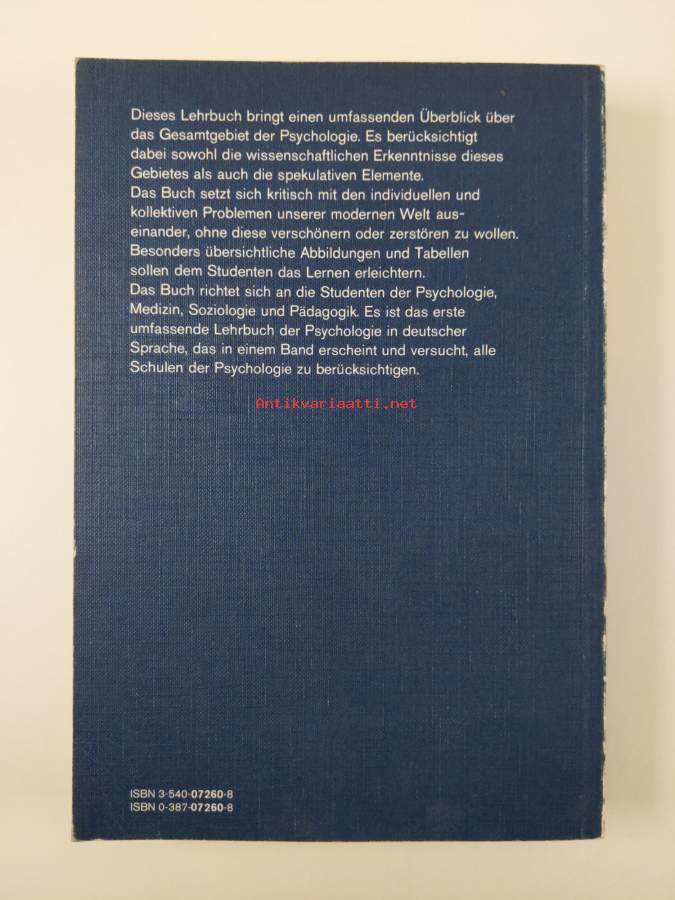 Dieses Lehrbuch bringt einen umfassenden Überblick über
das Gesamtgebiet der Psychologie. Es berücksichtigt
dabei sowohl die wissenschaftlichen Erkenntnisse dieses
Gebietes als auch die spekulativen Elemente.
Das Buch setzt sich kritisch mit den individuellen und
kollektiven Problemen unserer modernen Welt aus-
einander, ohne diese verschönern oder zerstören zu wollen.
Besonders übersichtliche Abbildungen und Tabellen
sollen dem Studenten das Lernen erleichtern.
Das Buch richtet sich an die Studenten der Psychologie,
Medizin, Soziologie und Pädagogik. Es ist das erste
umfassende Lehrbuch der Psychologie in deutscher
Sprache, das in einem Band erscheint und versucht, alle
Schulen der Psychologie zu berücksichtigen.
Antikvariaatti.net
ISBN 3-540-07260-8
ISBN 0-387-07260-8